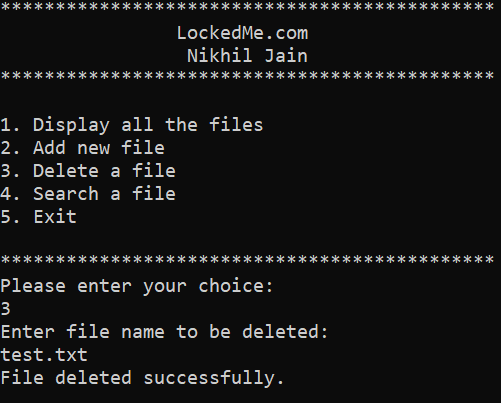 *********************************************
LockedMe.com
Nikhil Jain
*********************************************
1. Display all the files
2. Add new file
3. Delete a file
4. Search a file
5. Exit
*********************************************
Please enter your choice:
3
Enter file name to be deleted:
test.txt
File deleted successfully.